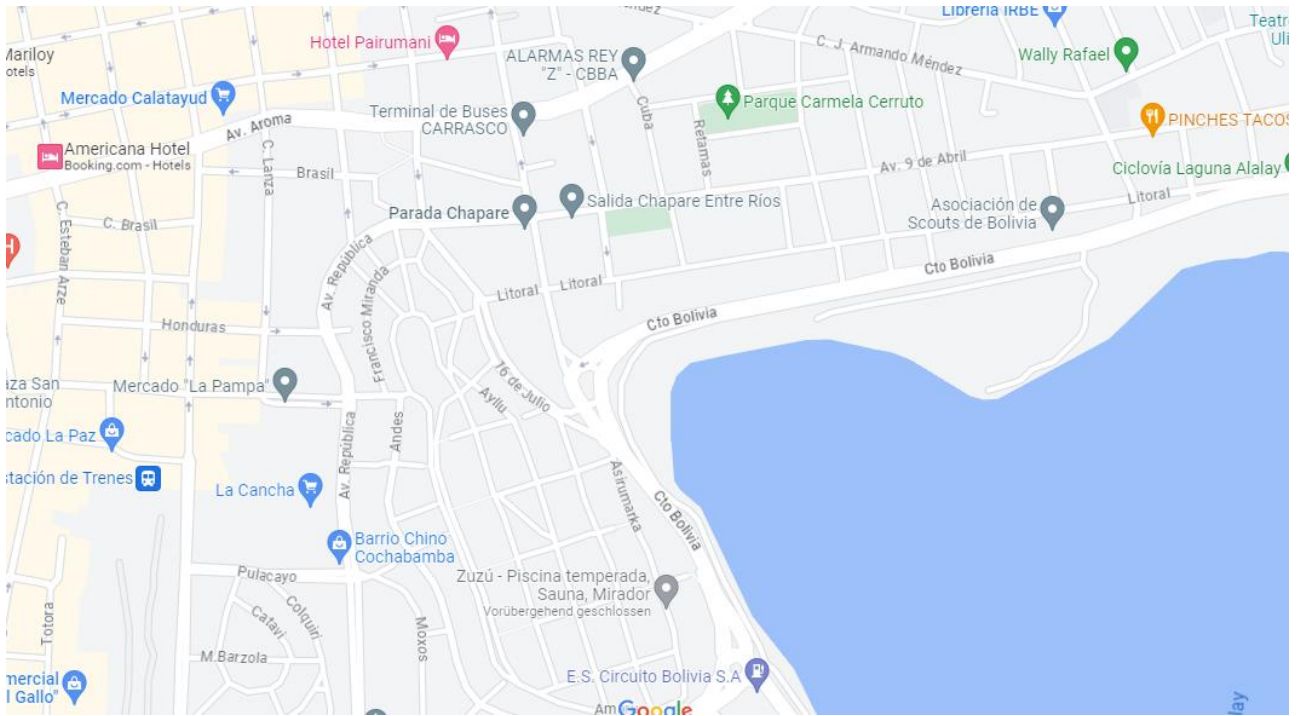 Librería IRBE
Teatro
Mariloy
otels
Hotel Pairumani
ALARMAS REY
"Z" - CBBA
C. J. Armando Méndez
Wally Rafael
Mercado Calatayud
Terminal de Buses
CARRASCO
Cuba
Retamas
Parque Carmela Cerruto
PINCHES TACOS
Av. Aroma
Americana Hotel
Booking.com - Hotels
C. Lanza
Brasil
Av. 9 de Abril
Ciclovía Laguna Alalay
Parada Chapare
Salida Chapare Entre Ríos
Asociación de
Scouts de Bolivia
Litoral
C. Esteban Arze
C. Brasil
Av. República
Francisco Miranda
Litoral
Litoral
Cto Bolivia
Cto Bolivia
Honduras
16 de Julio
Ayllu
aza San
ntonio
Mercado "La Pampa"
Andes
Av. República
cado La Paz
stación de Trenes
La Cancha
Asirumarka
Cto Bolivia
Barrio Chino
Cochabamba
Pulacayo
Colquiri
Catavi
Zuzú - Piscina temperada,
Sauna, Mirador
Vorübergehend geschlossen
Totora
Moxos
M.Barzola
mercial
l Gallo"
E.S. Circuito Bolivia S.A
Am
Google
lay